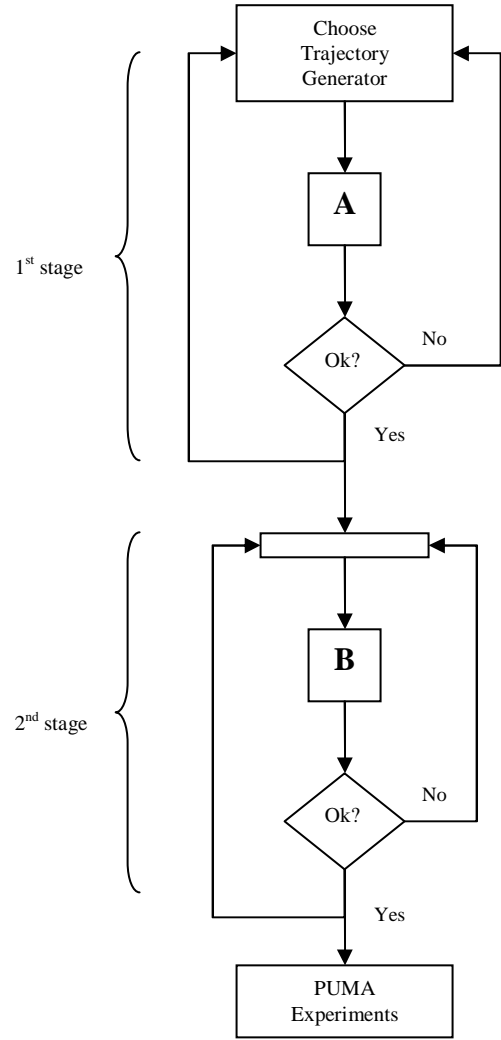 Choose
Trajectory
Generator
A
1st stage
Ok?
No
Yes
B
2nd stage
Ok?
No
Yes
PUMA
Experiments